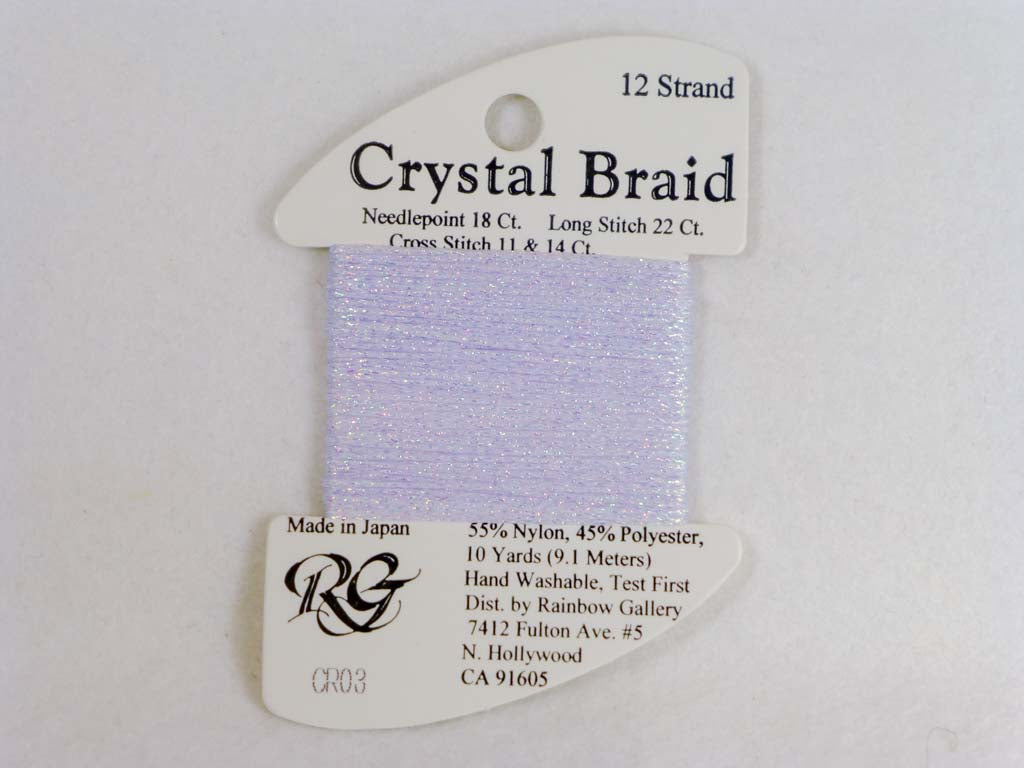 12 Strand
Crystal Braid
Needlepoint 18 Ct. Long Stitch 22 Ct.
Cross Stitch 11 & 14 Ct.
Made in Japan
RG
CR03
55% Nylon, 45% Polyester,
10 Yards (9.1 Meters)
Hand Washable, Test First
Dist. by Rainbow Gallery
7412 Fulton Ave. #5
N. Hollywood
CA 91605